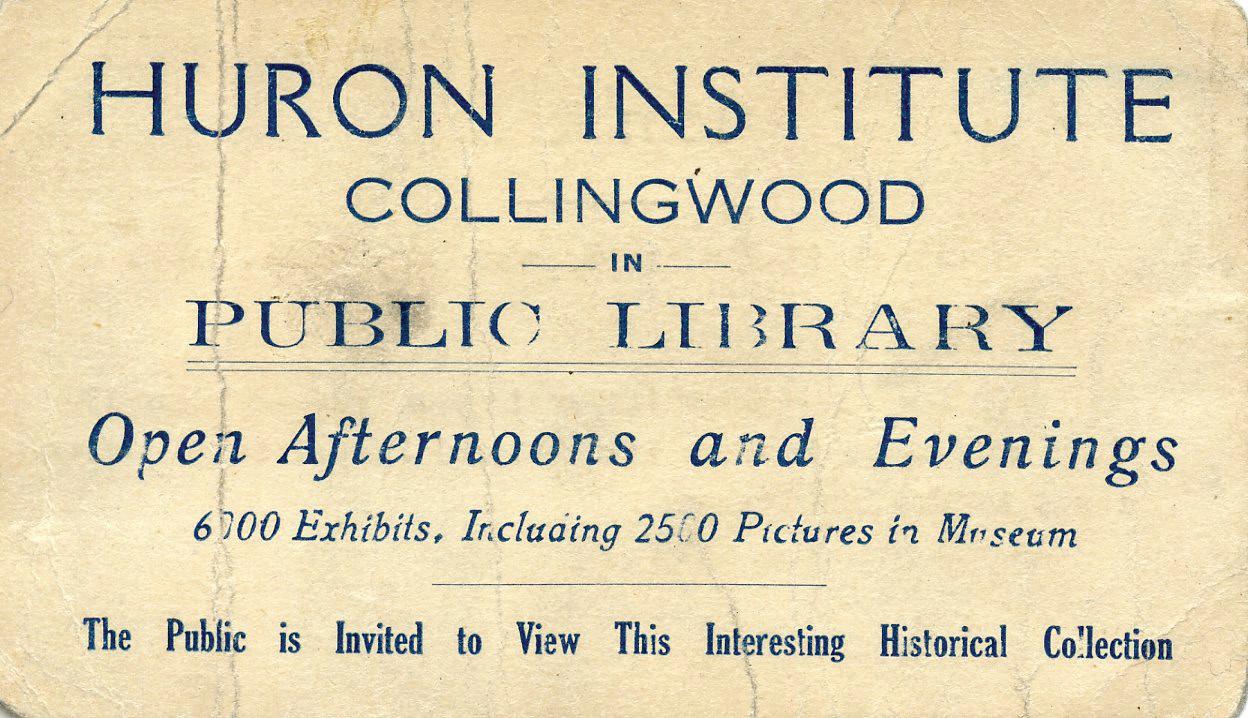 HURON INSTITUTE
COLLINGWOOD
IN
PUBLIC LIBRARY
Open Afternoons and Evenings
6000 Exhibits, Including 2500 Pictures in Museum
The Public is Invited to View This Interesting Historical Collection